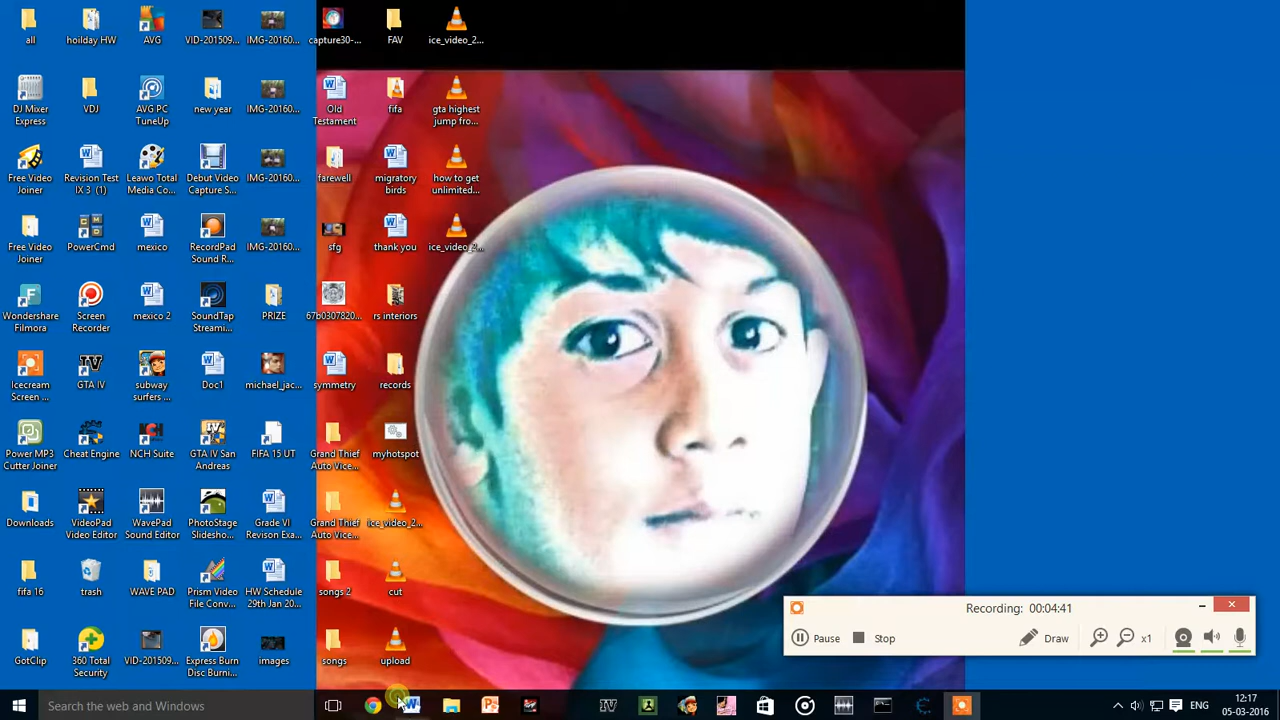 all
hoilday HW
AVG
VID-201509...
IMG-20160...
capture30-...
FAV
ice_video_2...
DJ Mixer
Express
VDJ
AVG PC
TuneUp
new year
IMG-20160...
Old
Testament
fifa
gta highest
jump fro...
Free Video
Joiner
Revision Test
IX 3 (1)
Leawo Total
Media Co...
Debut Video
Capture S...
IMG-20160...
farewell
migratory
birds
how to get
unlimited...
Free Video
Joiner
PowerCmd
mexico
RecordPad
Sound R...
IMG-20160...
sfg
thank you
ice_video_2...
Wondershare
Filmora
Screen
Recorder
mexico 2
SoundTap
Streami...
PRIZE
67b0307820...
rs interiors
Icecream
Screen ...
GTA IV
subway
surfers ...
Doc1
michael_jac...
symmetry
records
Power MP3
Cutter Joiner
Cheat Engine
NCH Suite
GTA IV San
Andreas
FIFA 15 UT
Grand Thief
Auto Vice...
myhotspot
Downloads
VideoPad
Video Editor
WavePad
Sound Editor
PhotoStage
Slidesho...
Grade VI
Revison Exa...
Grand Thief
Auto Vice...
ice_video_2...
fifa 16
trash
WAVE PAD
Prism Video
File Conv...
HW Schedule
29th Jan 20...
songs 2
cut
GotClip
360 Total
Security
VID-201509...
Express Burn
Disc Burni...
images
songs
upload
Recording: 00:04:41
Pause
Stop
Draw
x1
Search the web and Windows
ENG
12:17
05-03-2016